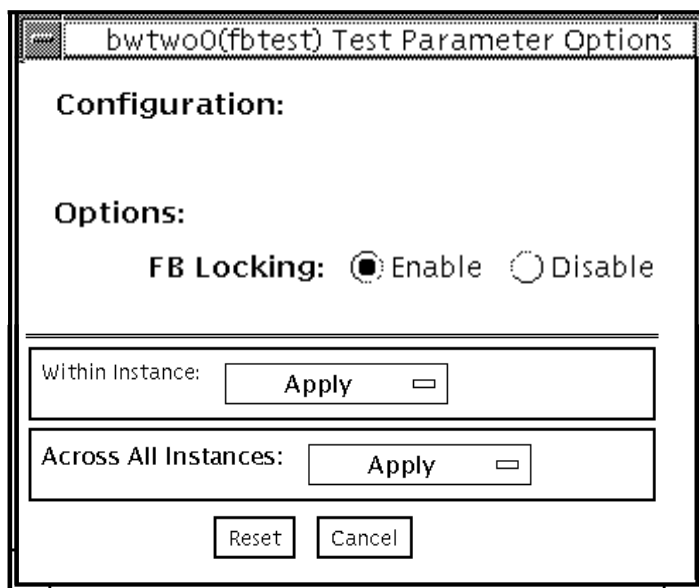 bwtwo0(fbtest) Test Parameter Options
Configuration:
Options:
FB Locking: Enable Disable
Within Instance: Apply
Across All Instances: Apply
Reset Cancel